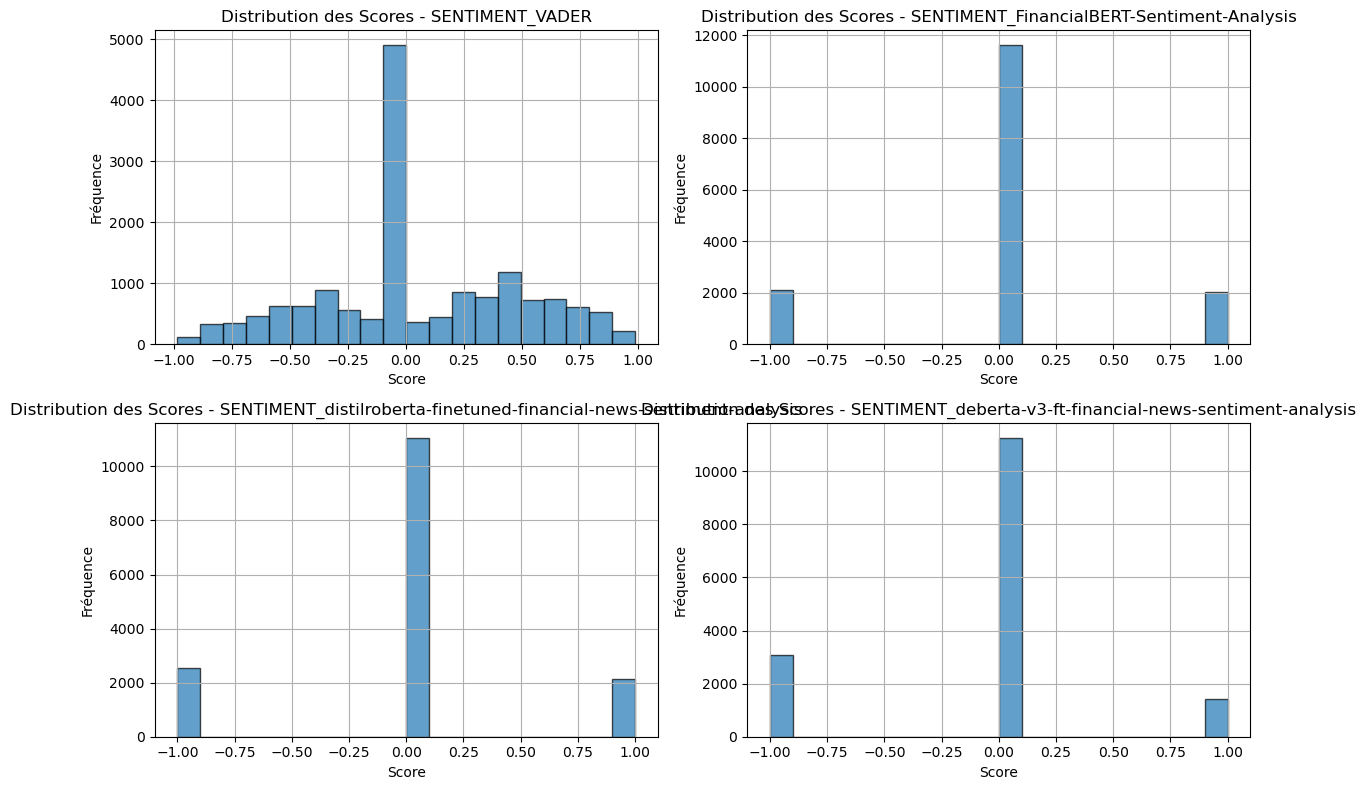 Distribution des Scores - SENTIMENT_VADER
5000
4000
3000
2000
1000
0
Fréquence
−1.00 −0.75 −0.50 −0.25 0.00 0.25 0.50 0.75 1.00
Score
Distribution des Scores - SENTIMENT_FinancialBERT-Sentiment-Analysis
12000
10000
8000
6000
4000
2000
0
Fréquence
−1.00 −0.75 −0.50 −0.25 0.00 0.25 0.50 0.75 1.00
Score
Distribution des Scores - SENTIMENT_distilroberta-finetuned-financial-news-sentiment-analysis
10000
8000
6000
4000
2000
0
Fréquence
−1.00 −0.75 −0.50 −0.25 0.00 0.25 0.50 0.75 1.00
Score
Distribution des Scores - SENTIMENT_deberta-v3-ft-financial-news-sentiment-analysis
10000
8000
6000
4000
2000
0
Fréquence
−1.00 −0.75 −0.50 −0.25 0.00 0.25 0.50 0.75 1.00
Score